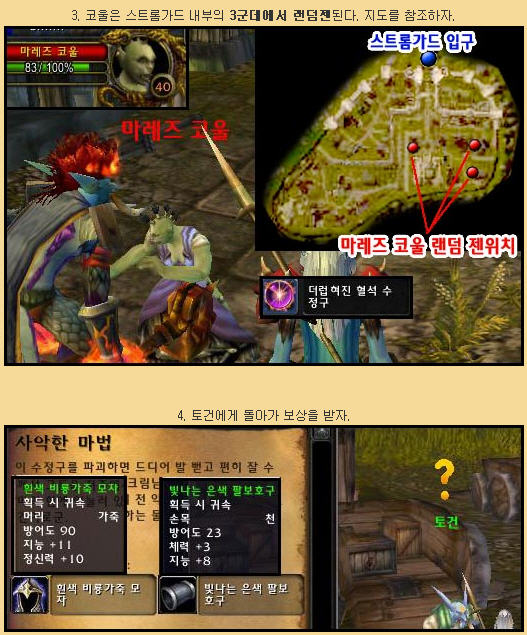 3. 코울은 스트롬가드 내부의 3군데에서 랜덤젠된다. 지도를 참조하자.
마레즈 코울
83 / 100%
40
마레즈 코울
스트롬가드 입구
마레즈 코울 랜덤 젠위치
더럽혀진 혈석 수
정구
4. 토건에게 돌아가 보상을 받자.
사악한 마법
이 수정구를 파괴하면 드디어 발 뻗고 편히 잘 수
크림님
흰색 비룡가죽 모자
획득 시 귀속
머리 가죽
방어도 90
지능 +11
정신력 +10
빛나는 은색 팔보호구
획득 시 귀속
손목 천
방어도 23
체력 +3
지능 +8
흰색 비룡가죽 모
자
빛나는 은색 팔보
호구
?
토건